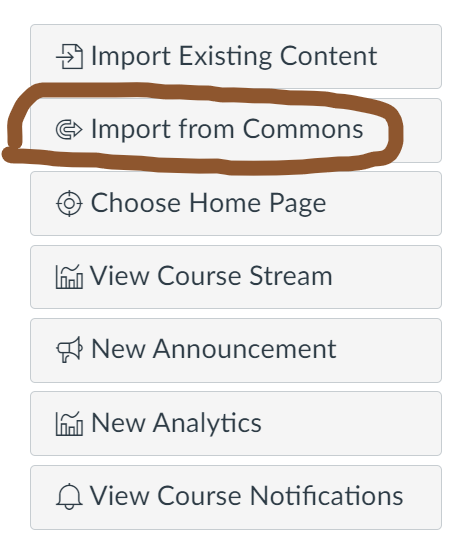 Import Existing Content
Import from Commons
Choose Home Page
View Course Stream
New Announcement
New Analytics
View Course Notifications